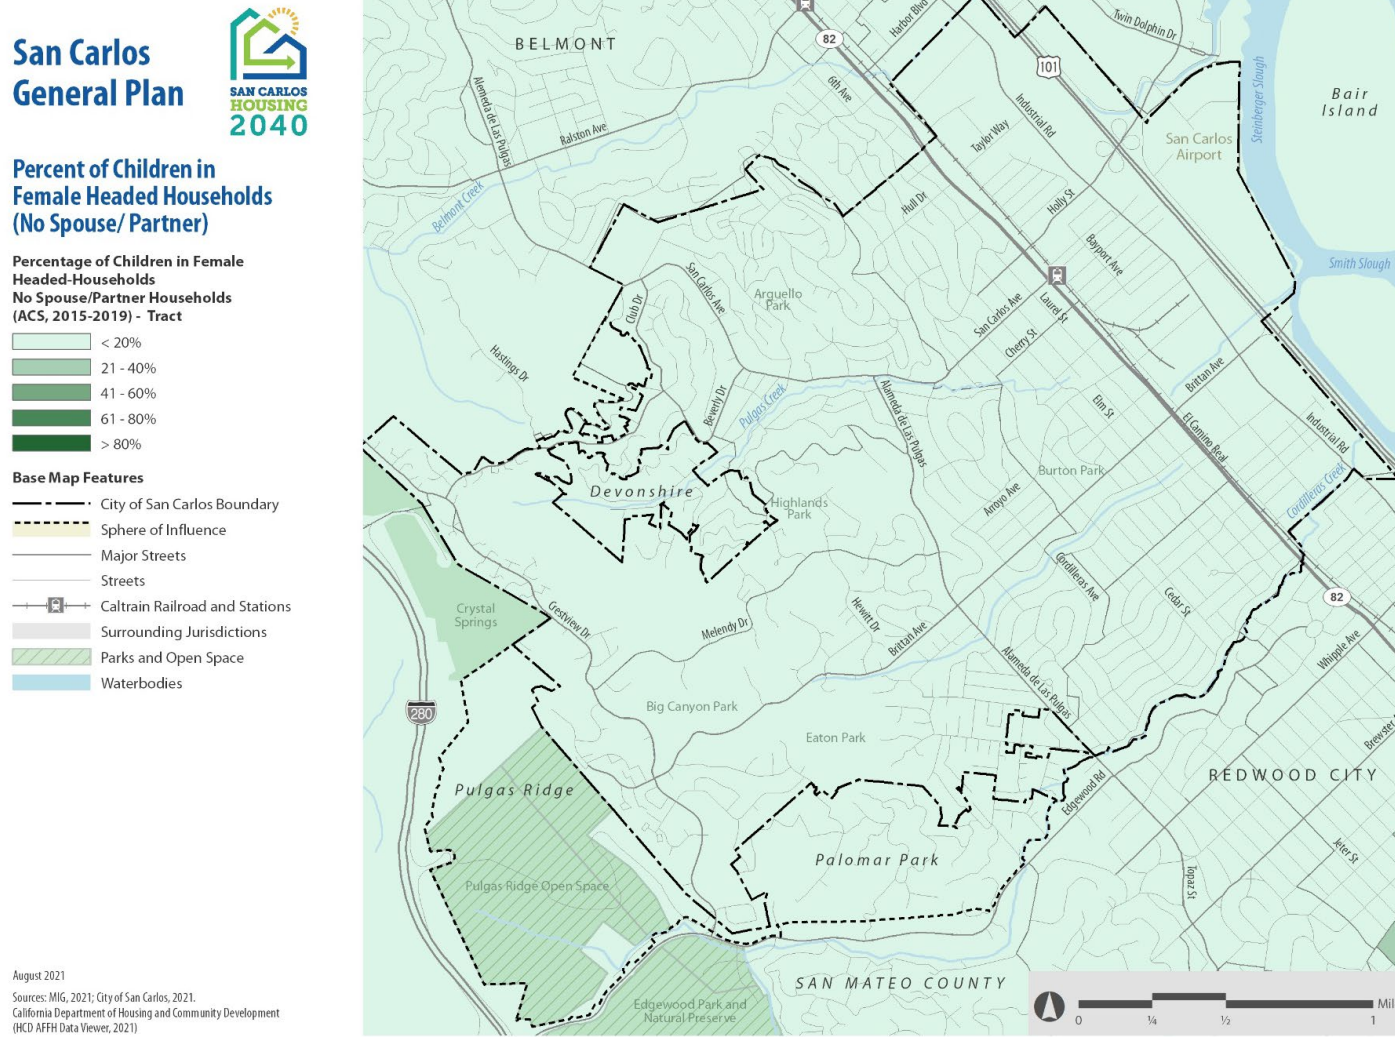 San Carlos
General Plan
SAN CARLOS
HOUSING
2040
Percent of Children in
Female Headed Households
(No Spouse/ Partner)
Percentage of Children in Female
Headed-Households
No Spouse/Partner Households
(ACS, 2015-2019) - Tract
< 20%
21 - 40%
41 - 60%
61 - 80%
> 80%
Base Map Features
City of San Carlos Boundary
Sphere of Influence
Major Streets
Streets
Caltrain Railroad and Stations
Surrounding Jurisdictions
Parks and Open Space
Waterbodies
August 2021
Sources: MIG, 2021; City of San Carlos, 2021.
California Department of Housing and Community Development
(HCD AFFH Data Viewer, 2021)
BELMONT
82
Harbor Blvd
Twin Dolphin Dr
101
6th Ave
Alameda de Las Pulgas
Ralston Ave
Industrial Rd
Taylor Way
Steinberger Slough
Bair
Island
San Carlos
Airport
Belmont Creek
Hull Dr
Holly St
Bayport Ave
Smith Slough
San Carlos Ave
Arguello
Park
Club Dr
San Carlos Ave
Laurel St
Cherry St
Hastings Dr
Beverly Dr
Pulgas Creek
Alameda de Las Pulgas
Elm St
Brittan Ave
El Camino Real
Industrial Rd
Devonshire
Highlands
Park
Burton Park
Arroyo Ave
Cordilleras Creek
Crystal
Springs
Crestview Dr
Melendy Dr
Hewitt Dr
Brittan Ave
Cordilleras Ave
Cedar St
82
Whipple Ave
280
Big Canyon Park
Eaton Park
Alameda de Las Pulgas
Brewster
Pulgas Ridge
Edgewood Rd
REDWOOD CITY
Palomar Park
Jeter St
Topaz St
Pulgas Ridge Open Space
SAN MATEO COUNTY
Edgewood Park and
Natural Preserve
0
¼
½
1
Mil